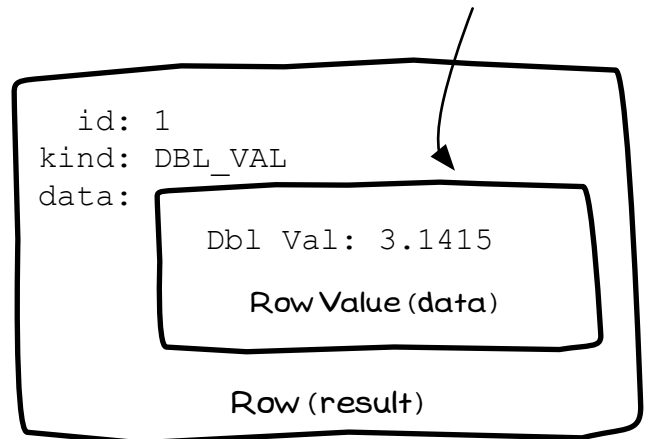 id: 1
kind: DBL_VAL
data:
Dbl Val: 3.1415
Row Value (data)
Row (result)